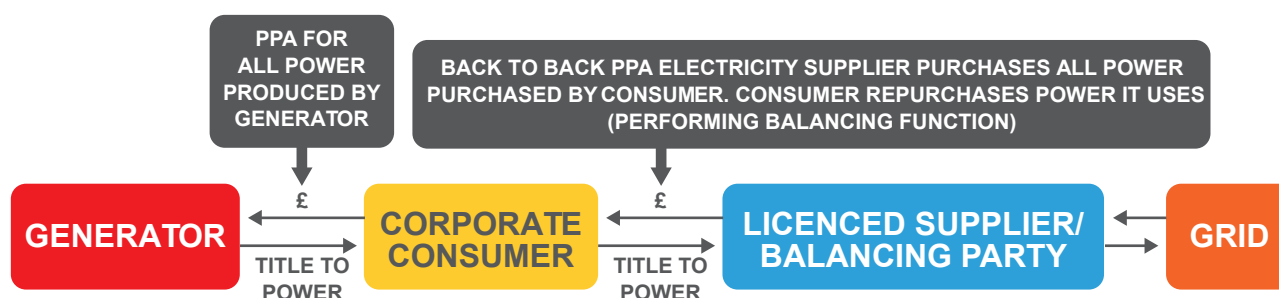 PPA FOR
ALL POWER
PRODUCED BY
GENERATOR
BACK TO BACK PPA ELECTRICITY SUPPLIER PURCHASES ALL POWER
PURCHASED BY CONSUMER. CONSUMER REPURCHASES POWER IT USES
(PERFORMING BALANCING FUNCTION)
£
£
GENERATOR
CORPORATE
CONSUMER
LICENCED SUPPLIER/
BALANCING PARTY
GRID
TITLE TO
POWER
TITLE TO
POWER